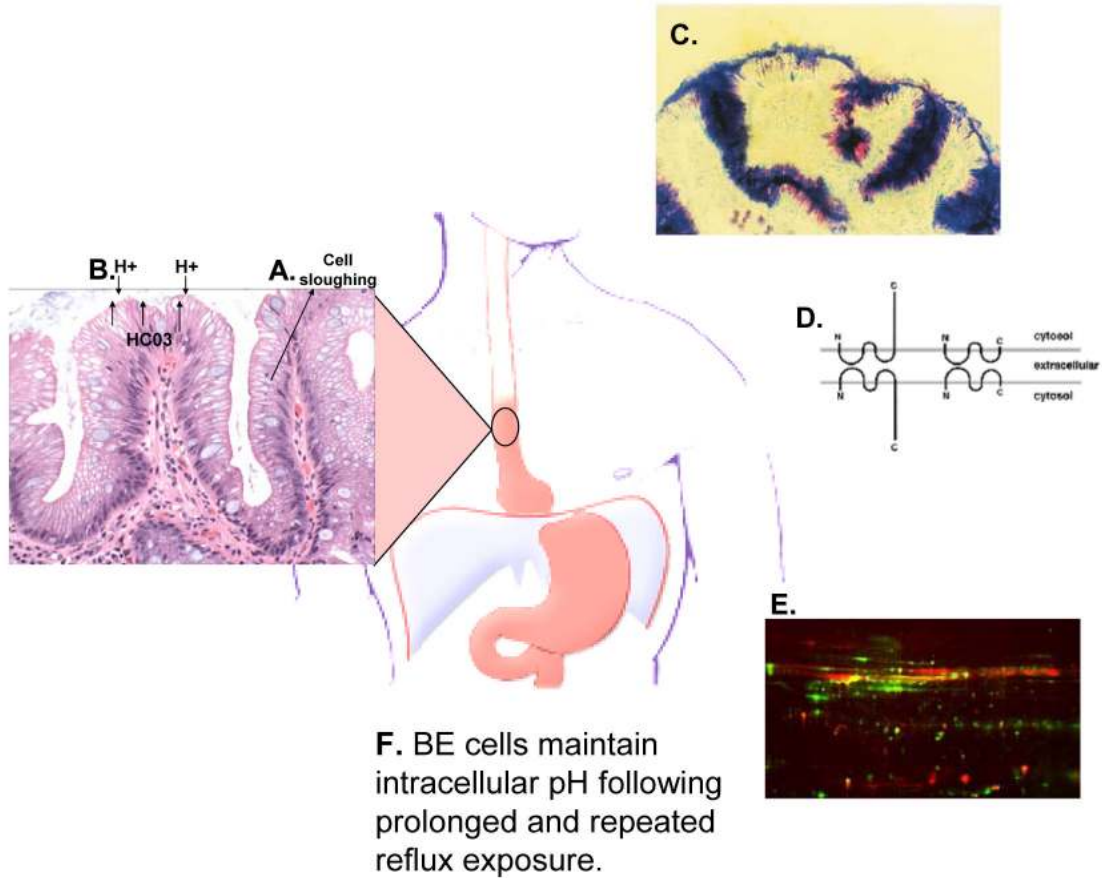 C.
B. H+ H+ A. Cell
sloughing
HC03
D.
C
N N C cytosol
extracellular
N N C cytosol
C
E.
F. BE cells maintain
intracellular pH following
prolonged and repeated
reflux exposure.